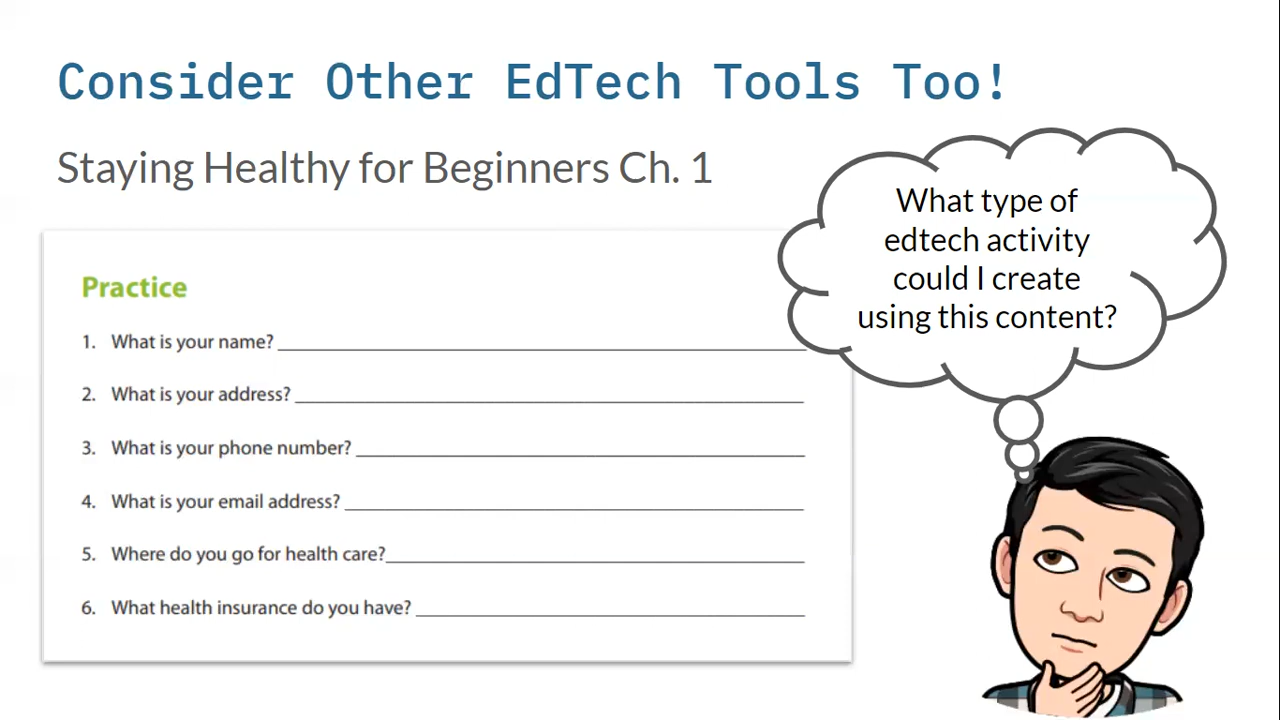 Consider Other EdTech Tools Too!
Staying Healthy for Beginners Ch. 1
What type of
edtech activity
could I create
using this content?
Practice
1. What is your name?
2. What is your address?
3. What is your phone number?
4. What is your email address?
5. Where do you go for health care?
6. What health insurance do you have?